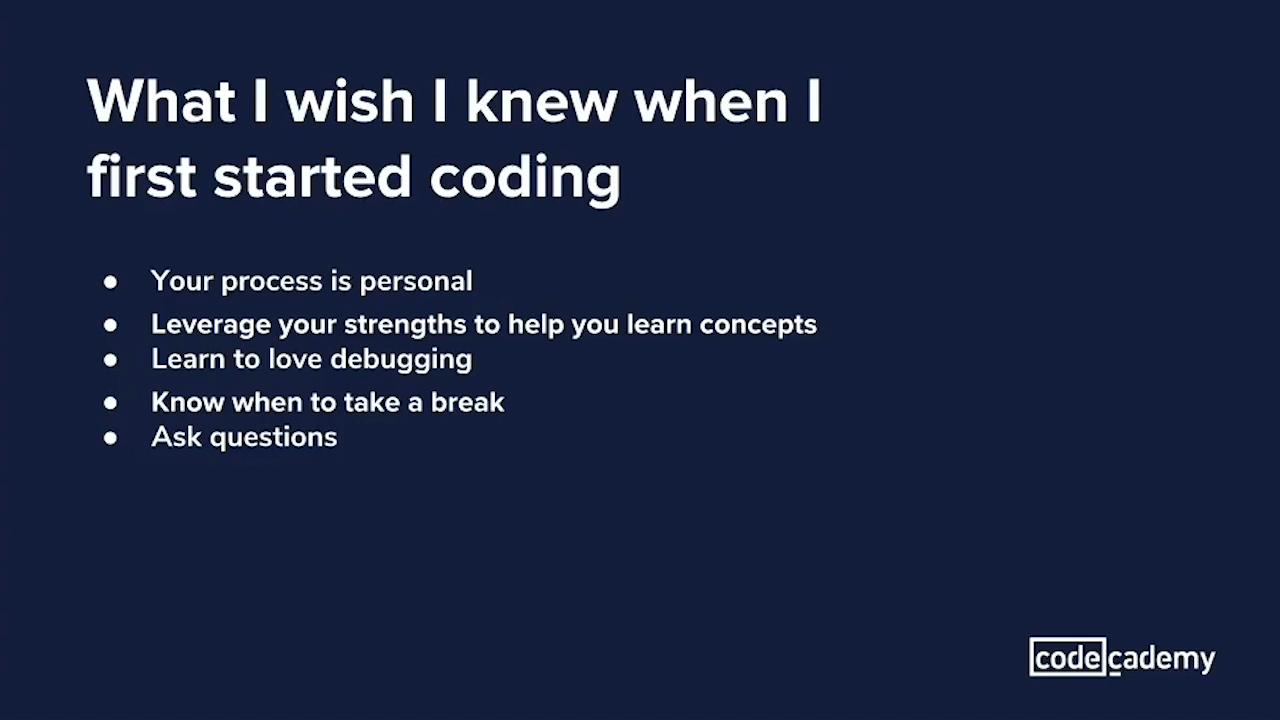 What I wish I knew when I
first started coding
● Your process is personal
● Leverage your strengths to help you learn concepts
● Learn to love debugging
● Know when to take a break
● Ask questions
codecademy